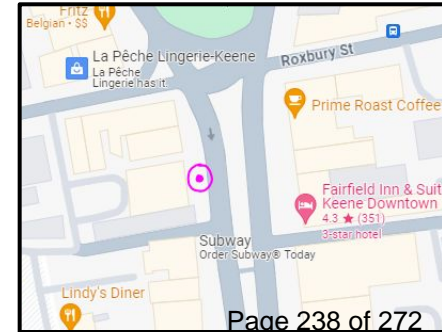 Fritz
Belgian • $$
La Pêche Lingerie-Keene
La Pêche
Lingerie has it
Roxbury St
Prime Roast Coffee
Fairfield Inn & Suit
Keene Downtown
4.3 ★ (351)
3-star hotel
Subway
Order Subway® Today
Lindy's Diner
Page 238 of 272